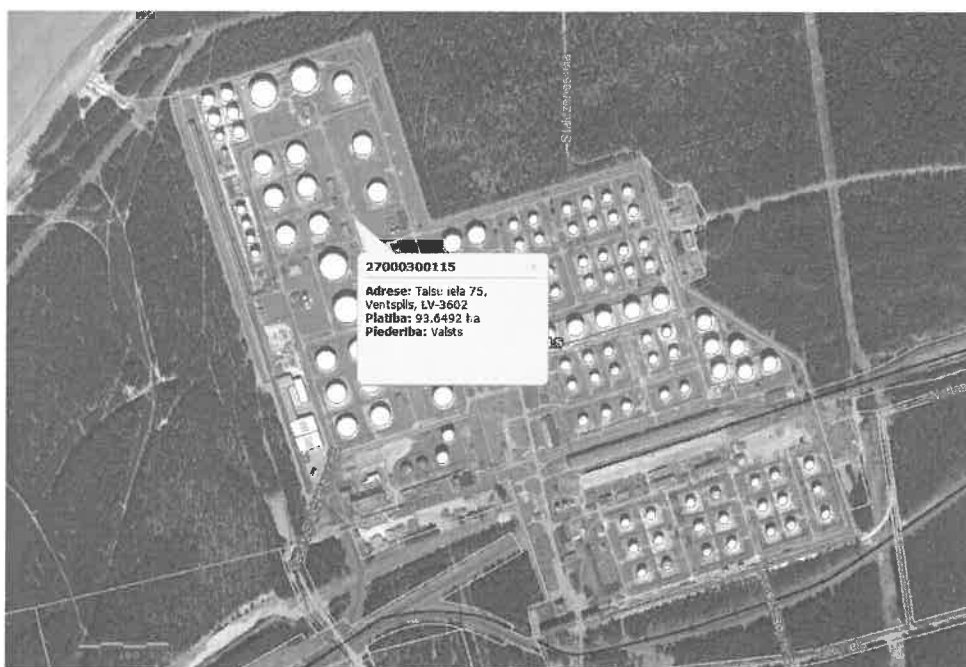 27000300115
Adrese: Talsu iela 75,
Ventspils, LV-3602
Platība: 93.6492 ha
Piederība: Valsts